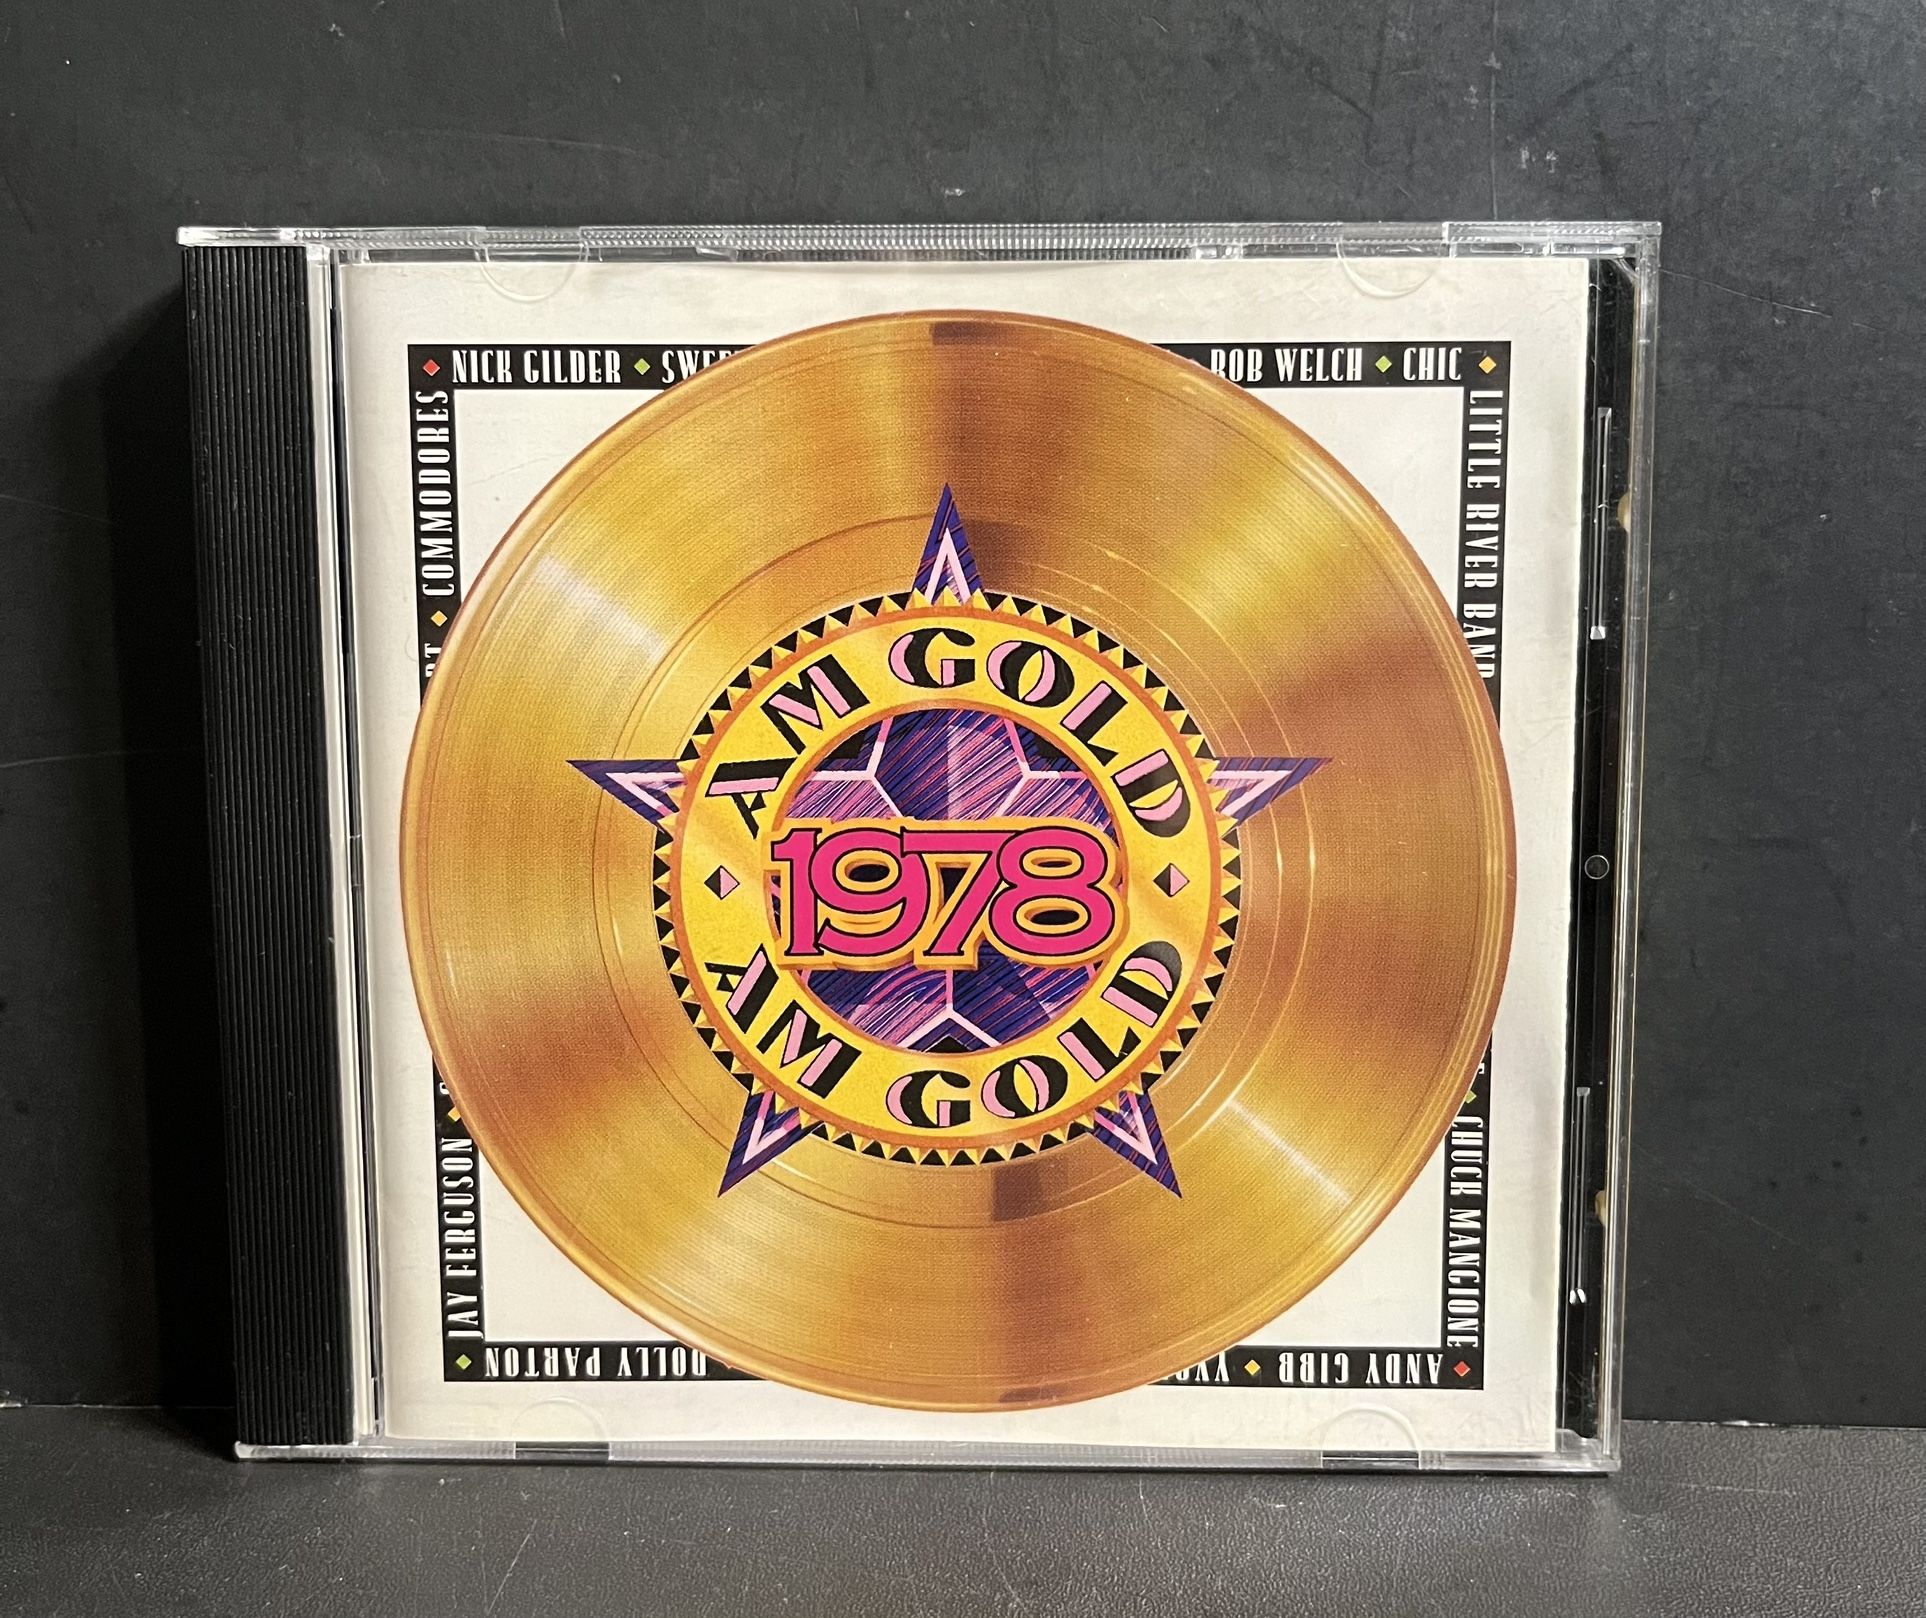 NICK GILDER
BOB WELCH CHIC
LITTLE RIVER BAND
CHUCK MANGIONE
ANDY GIBB
DOLLY PARTON
JAY FERGUSON
COMMODORES
AM GOLD
1978
AM GOLD